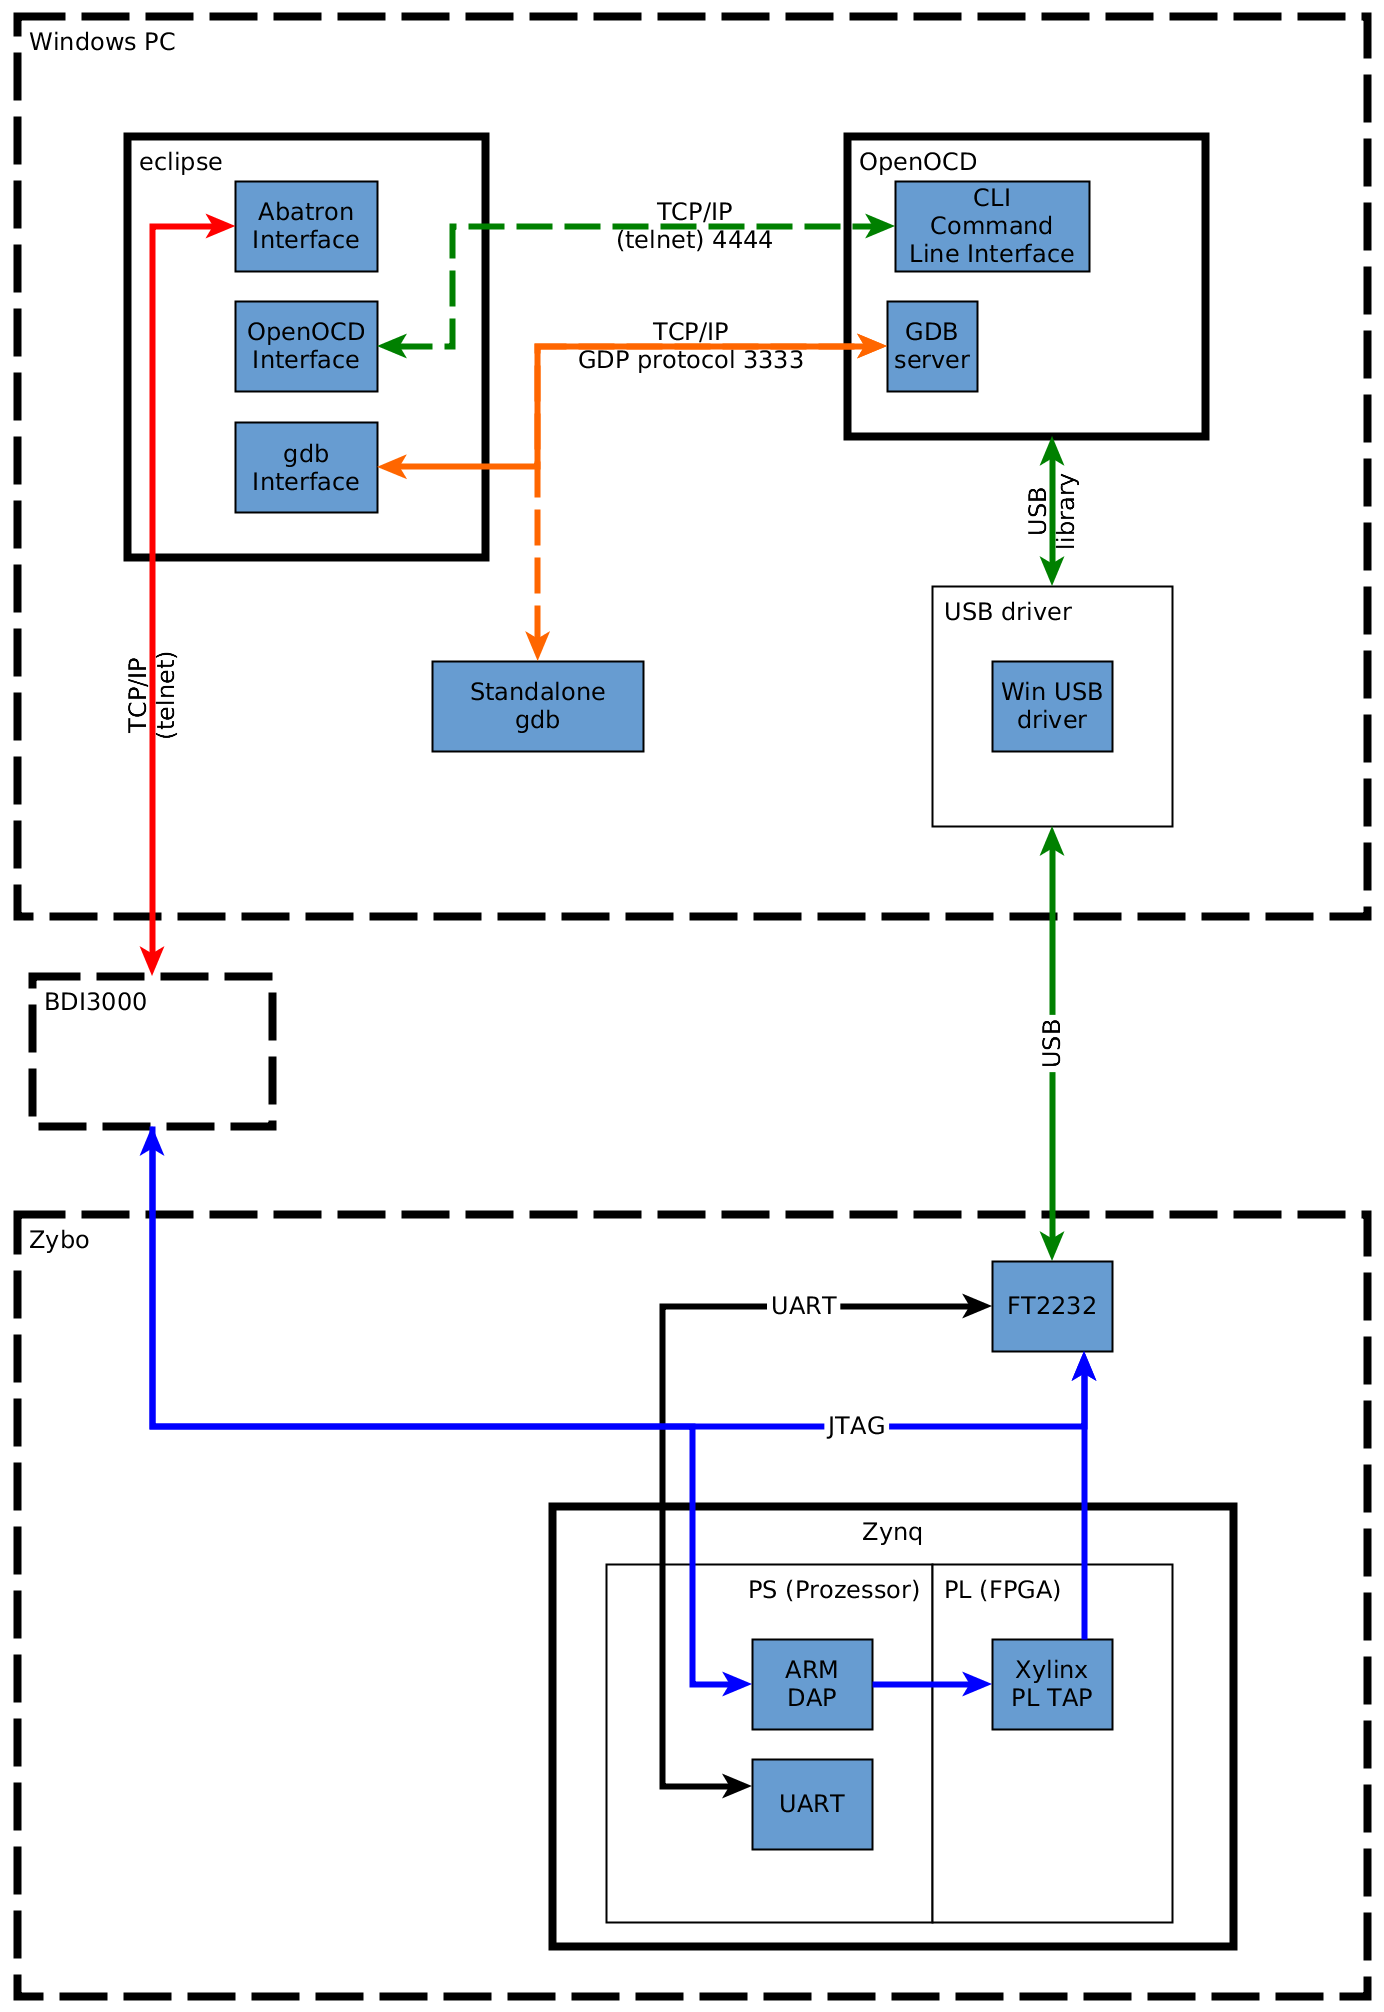 Windows PC
eclipse
Abatron
Interface
OpenOCD
Interface
gdb
Interface
TCP/IP
(telnet) 4444
TCP/IP
GDP protocol 3333
OpenOCD
CLI
Command
Line Interface
GDB
server
USB
library
USB driver
Win USB
driver
Standalone
gdb
TCP/IP
(telnet)
BDI3000
USB
Zybo
FT2232
UART
JTAG
Zynq
PS (Prozessor)
PL (FPGA)
ARM
DAP
Xylinx
PL TAP
UART